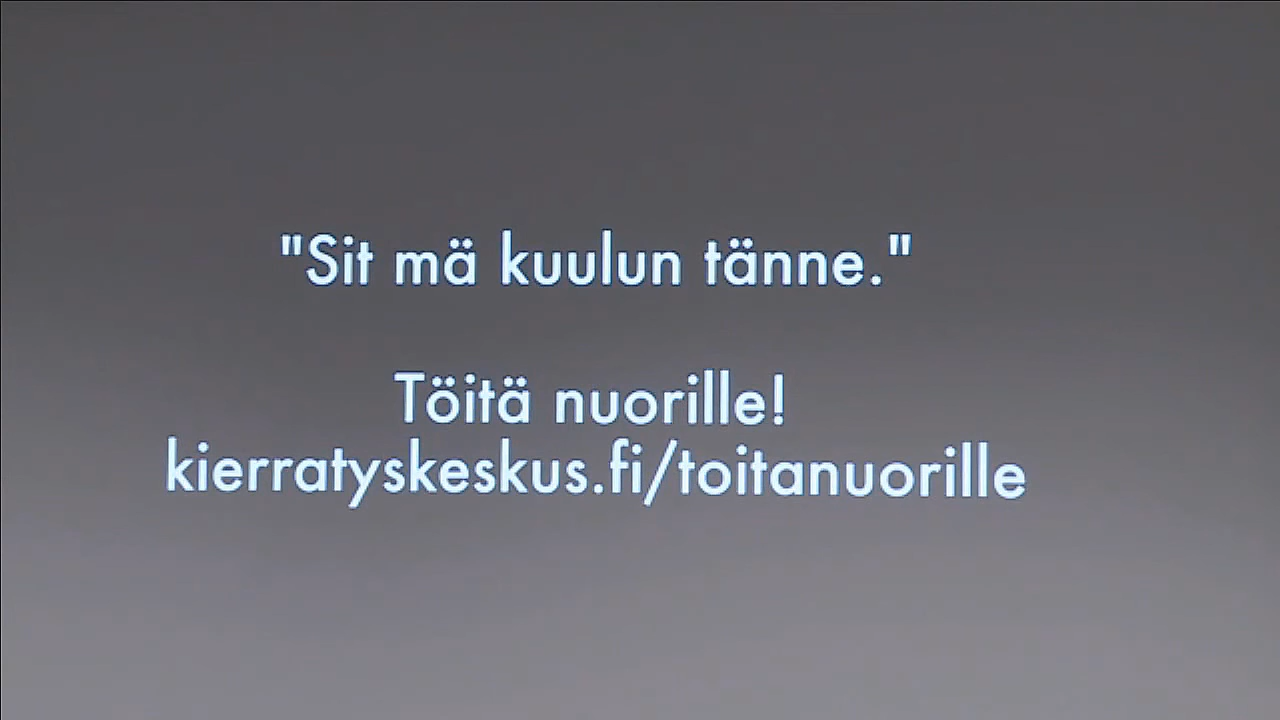 "Sit mä kuulun tänne."
Töitä nuorille!
kierratyskeskus.fi/toitanuorille